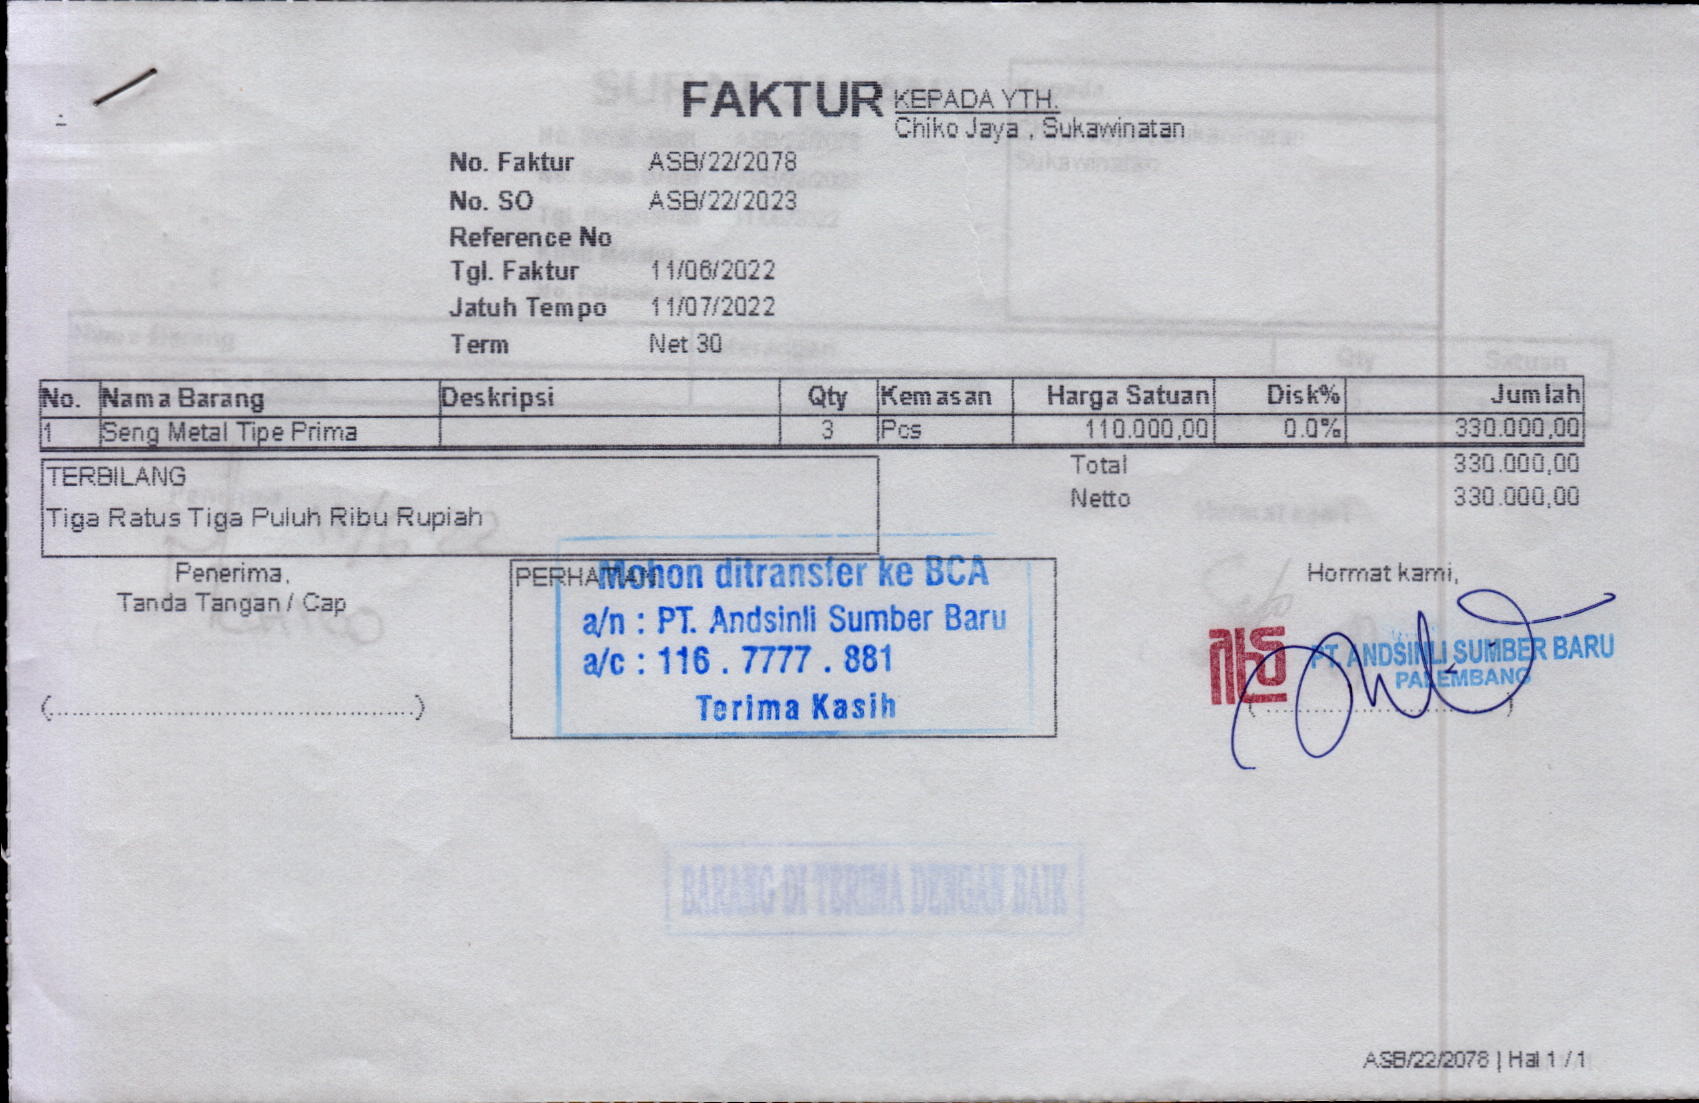 FAKTUR
KEPADA YTH.
Chiko Jaya , Sukawinatan
No. Faktur ASB/22/2078
No. SO ASB/22/2023
Reference No
Tgl. Faktur 11/06/2022
Jatuh Tempo 11/07/2022
Term Net 30
No. Nama Barang Deskripsi Qty Kemasan Harga Satuan Disk% Jumlah
1 Seng Metal Tipe Prima 3 Pcs 110.000,00 0.0% 330.000,00
Total 330.000,00
Netto 330.000,00
TERBILANG
Tiga Ratus Tiga Puluh Ribu Rupiah
Penerima,
Tanda Tangan / Cap
(..................................................)
PERHATIAN
Mohon ditransfer ke BCA
a/n : PT. Andsinli Sumber Baru
a/c : 116 . 7777 . 881
Terima Kasih
Hormat kami,
PT. ANDSINLI SUMBER BARU
PALEMBANG
BARANG DI TERIMA DENGAN BAIK
ASB/22/2078 | Hal 1 / 1